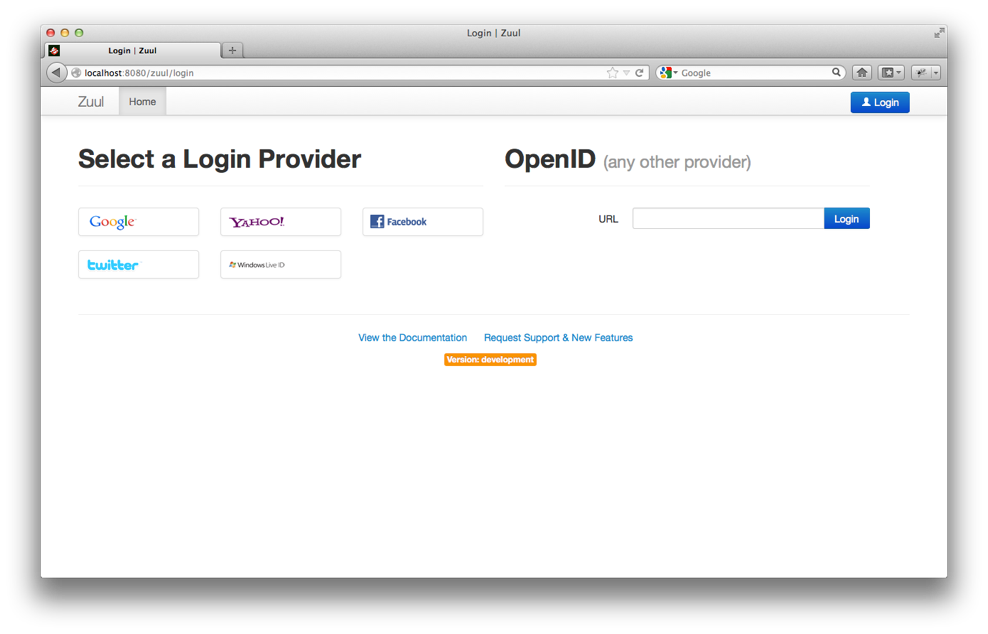 Login | Zuul
Login | Zuul
localhost:8080/zuul/login
Google
Zuul
Home
Login
Select a Login Provider
OpenID (any other provider)
Google
YAHOO!
Facebook
URL
Login
twitter
Windows Live ID
View the Documentation
Request Support & New Features
Version: development